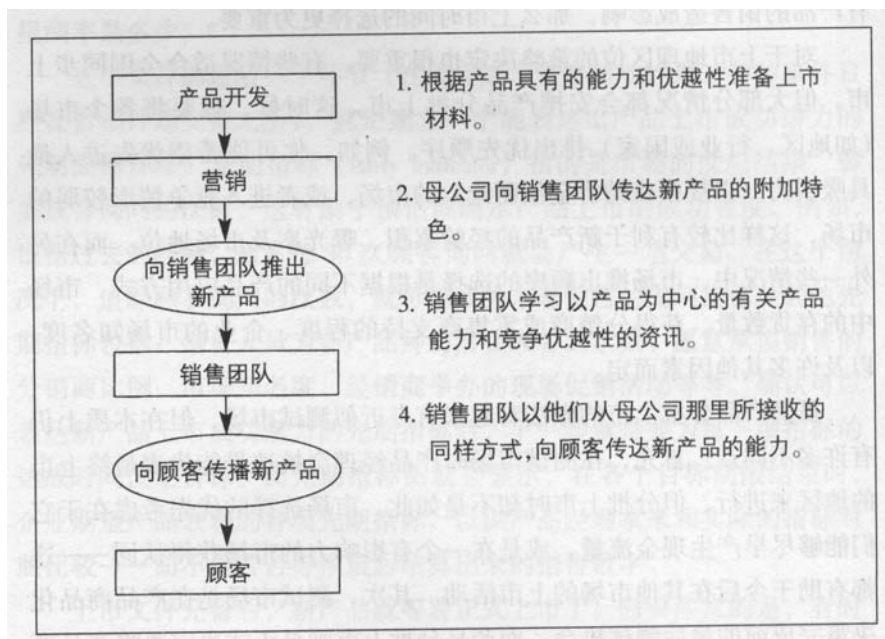 产品开发
营销
向销售团队推出
新产品
销售团队
向顾客传播新产品
顾客
1. 根据产品具有的能力和优越性准备上市
材料。
2. 母公司向销售团队传达新产品的附加特
色。
3. 销售团队学习以产品为中心的有关产品
能力和竞争优越性的资讯。
4. 销售团队以他们从母公司那里所接收的
同样方式,向顾客传达新产品的能力。